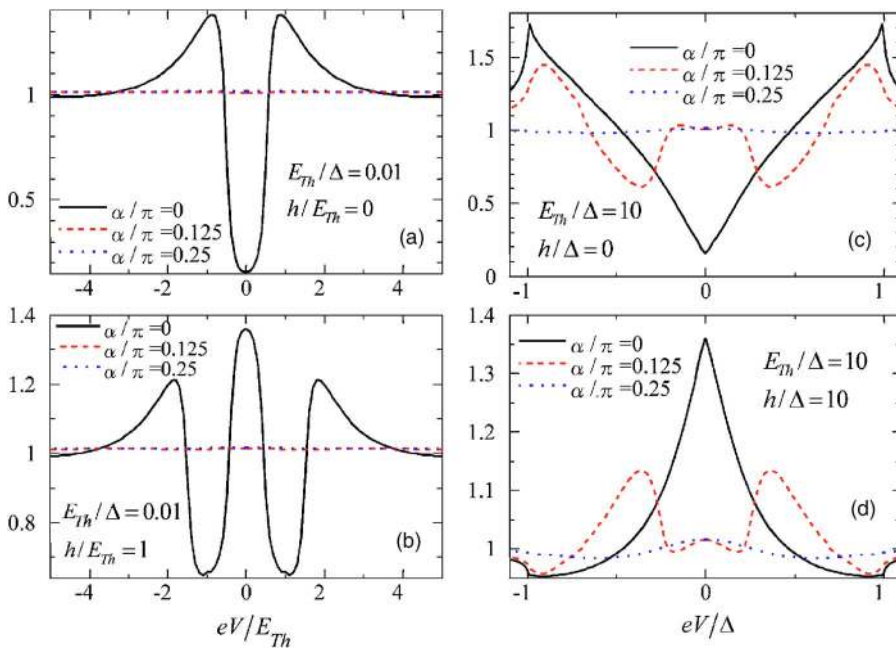 1
0.5
-4
-2
0
2
4
α/π=0
α/π=0.125
α/π=0.25
E_Th/Δ=0.01
h/E_Th=0
(a)
1.5
1
0.5
0
-1
0
1
α/π=0
α/π=0.125
α/π=0.25
E_Th/Δ=10
h/Δ=0
(c)
1.4
1.2
1
0.8
-4
-2
0
2
4
α/π=0
α/π=0.125
α/π=0.25
E_Th/Δ=0.01
h/E_Th=1
(b)
eV/E_Th
1.4
1.3
1.2
1.1
1
-1
0
1
α/π=0
α/π=0.125
α/π=0.25
E_Th/Δ=10
h/Δ=10
(d)
eV/Δ